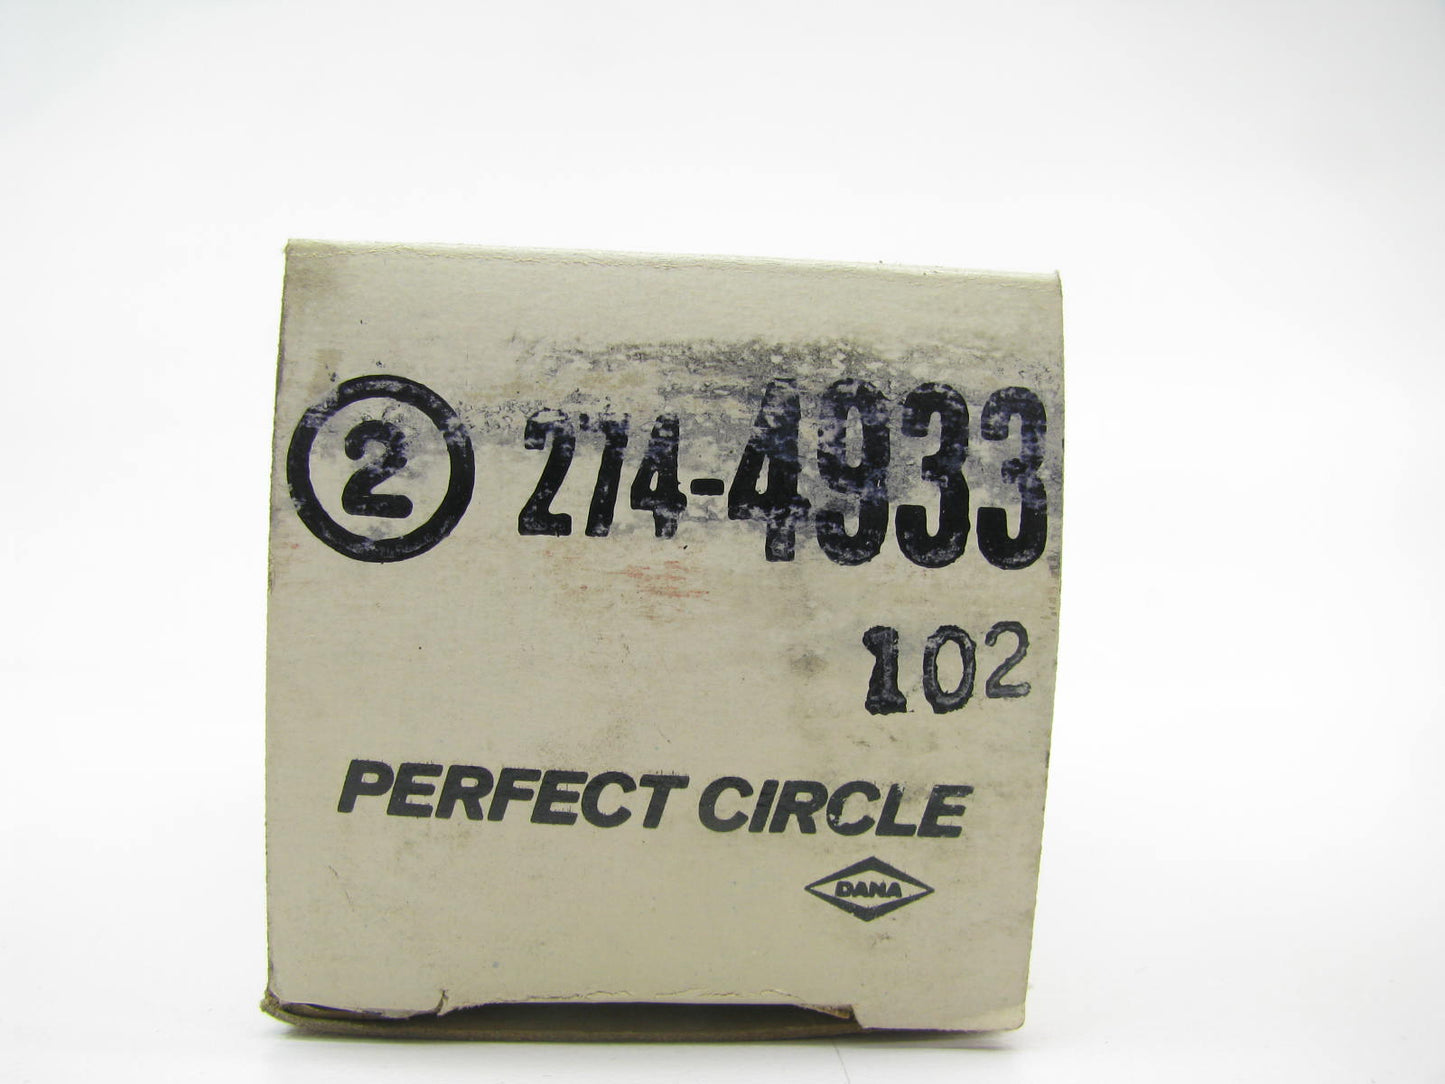 2 274-4933
102
PERFECT CIRCLE
DANA